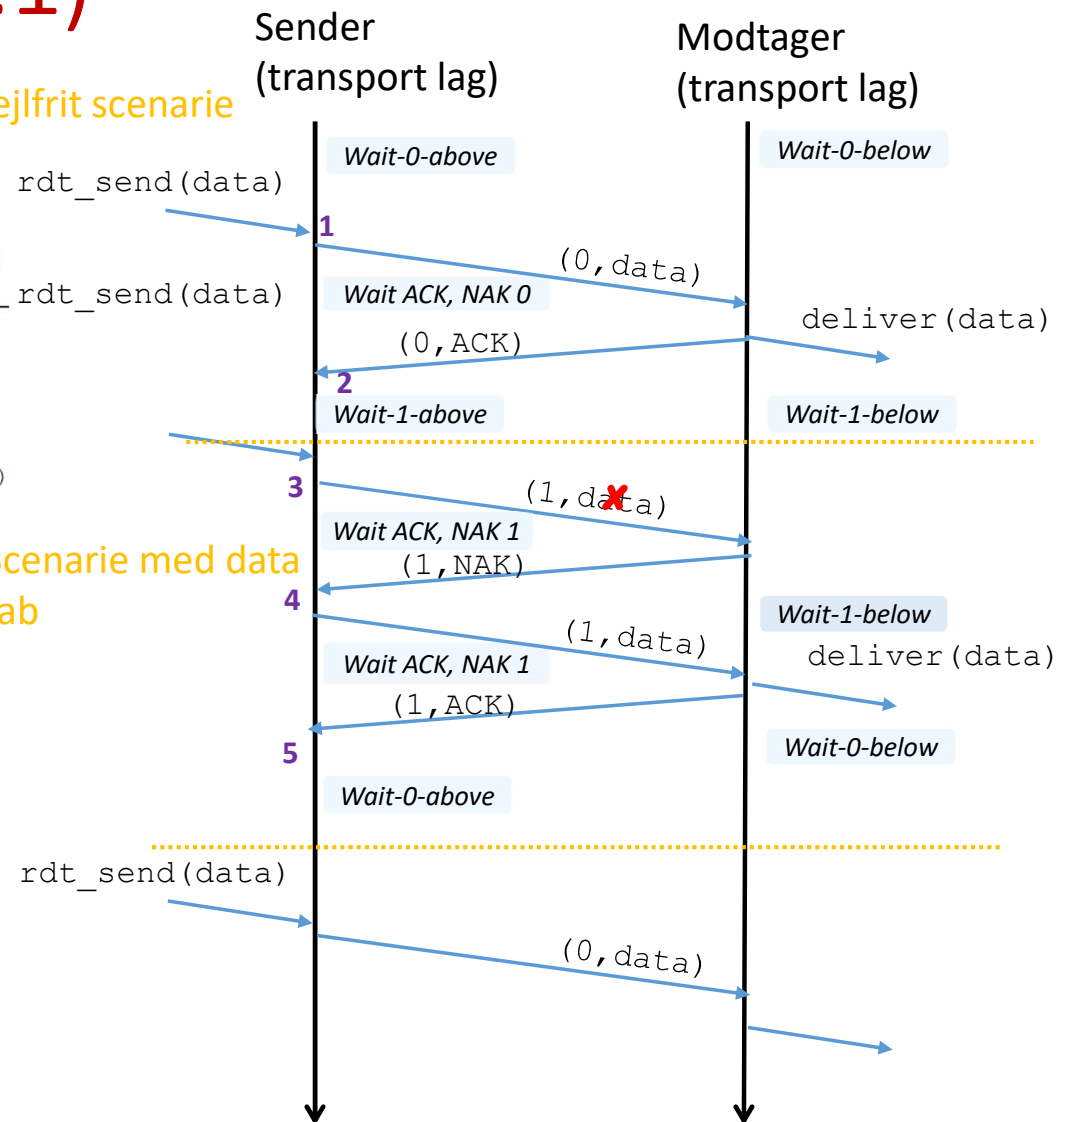 .1)
Sender
(transport lag)
Modtager
(transport lag)
ejlfrit scenarie
Wait-0-above
Wait-0-below
rdt_send(data)
1
(0,data)
_rdt_send(data)
Wait ACK, NAK 0
deliver(data)
(0,ACK)
2
Wait-1-above
Wait-1-below
)
3
(1,data)
Wait ACK, NAK 1
scenarie med data
ab
(1,NAK)
4
Wait-1-below
(1,data)
deliver(data)
Wait ACK, NAK 1
(1,ACK)
5
Wait-0-below
Wait-0-above
rdt_send(data)
(0,data)